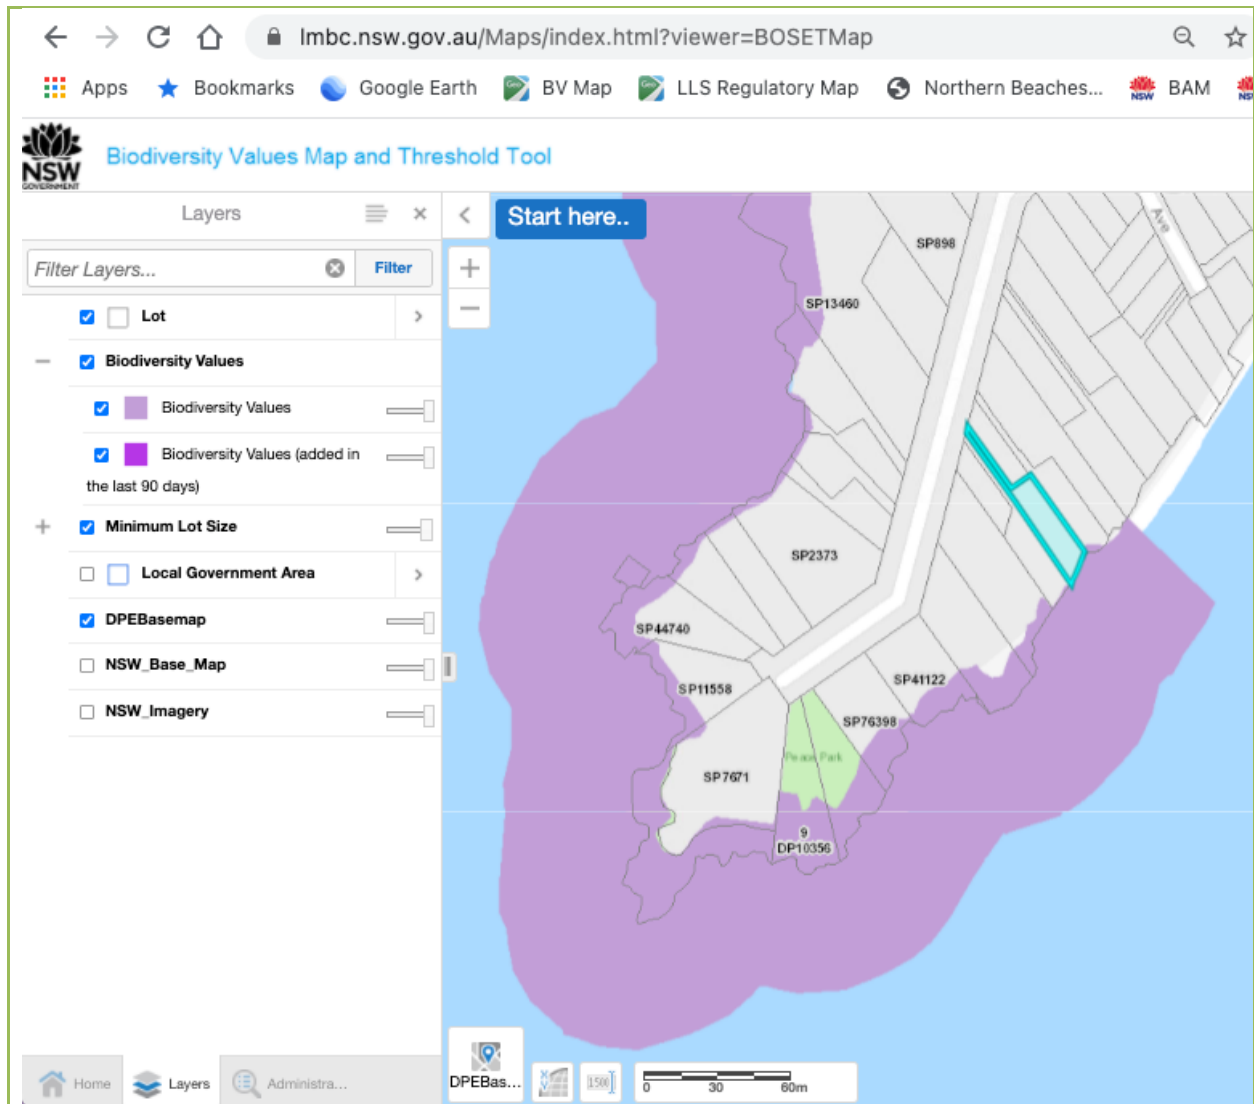 lmbc.nsw.gov.au/Maps/index.html?viewer=BOSETMap
Apps Bookmarks Google Earth BV Map LLS Regulatory Map Northern Beaches... BAM
NSW
GOVERNMENT
Biodiversity Values Map and Threshold Tool
Layers
Start here..
Filter Layers... Filter
Lot
Biodiversity Values
Biodiversity Values
Biodiversity Values (added in
the last 90 days)
Minimum Lot Size
Local Government Area
DPEBasemap
NSW_Base_Map
NSW_Imagery
Ave
SP898
SP13460
SP2373
SP44740
SP11558
SP41122
SP76398
Park
SP7671
9
DP10356
Home Layers Administra...
DPEBas...
0 30 60m